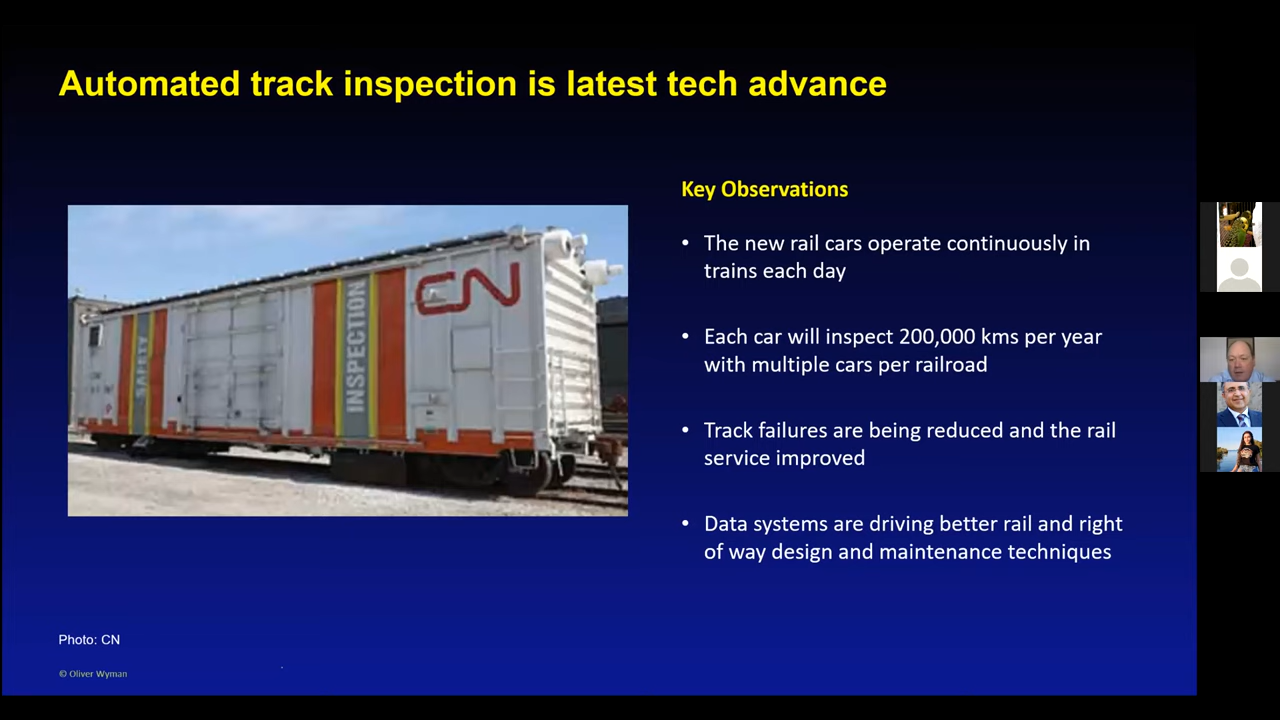 Automated track inspection is latest tech advance
Key Observations
• The new rail cars operate continuously in
trains each day
• Each car will inspect 200,000 kms per year
with multiple cars per railroad
• Track failures are being reduced and the rail
service improved
• Data systems are driving better rail and right
of way design and maintenance techniques
SAFETY
INSPECTION
CN
Photo: CN
© Oliver Wyman